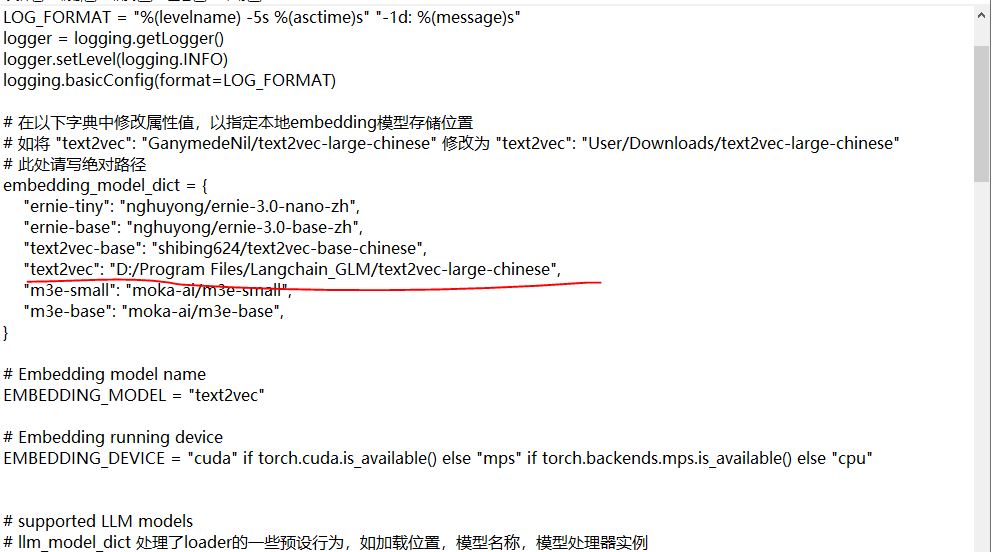 LOG_FORMAT = "%(levelname) -5s %(asctime)s" "-1d: %(message)s"
logger = logging.getLogger()
logger.setLevel(logging.INFO)
logging.basicConfig(format=LOG_FORMAT)
# 在以下字典中修改属性值，以指定本地embedding模型存储位置
# 如将 "text2vec": "GanymedeNil/text2vec-large-chinese" 修改为 "text2vec": "User/Downloads/text2vec-large-chinese"
# 此处请写绝对路径
embedding_model_dict = {
    "ernie-tiny": "nghuyong/ernie-3.0-nano-zh",
    "ernie-base": "nghuyong/ernie-3.0-base-zh",
    "text2vec-base": "shibing624/text2vec-base-chinese",
    "text2vec": "D:/Program Files/Langchain_GLM/text2vec-large-chinese",
    "m3e-small": "moka-ai/m3e-small",
    "m3e-base": "moka-ai/m3e-base",
}
# Embedding model name
EMBEDDING_MODEL = "text2vec"
# Embedding running device
EMBEDDING_DEVICE = "cuda" if torch.cuda.is_available() else "mps" if torch.backends.mps.is_available() else "cpu"
# supported LLM models
# llm_model_dict 处理了loader的一些预设行为，如加载位置，模型名称，模型处理器实例